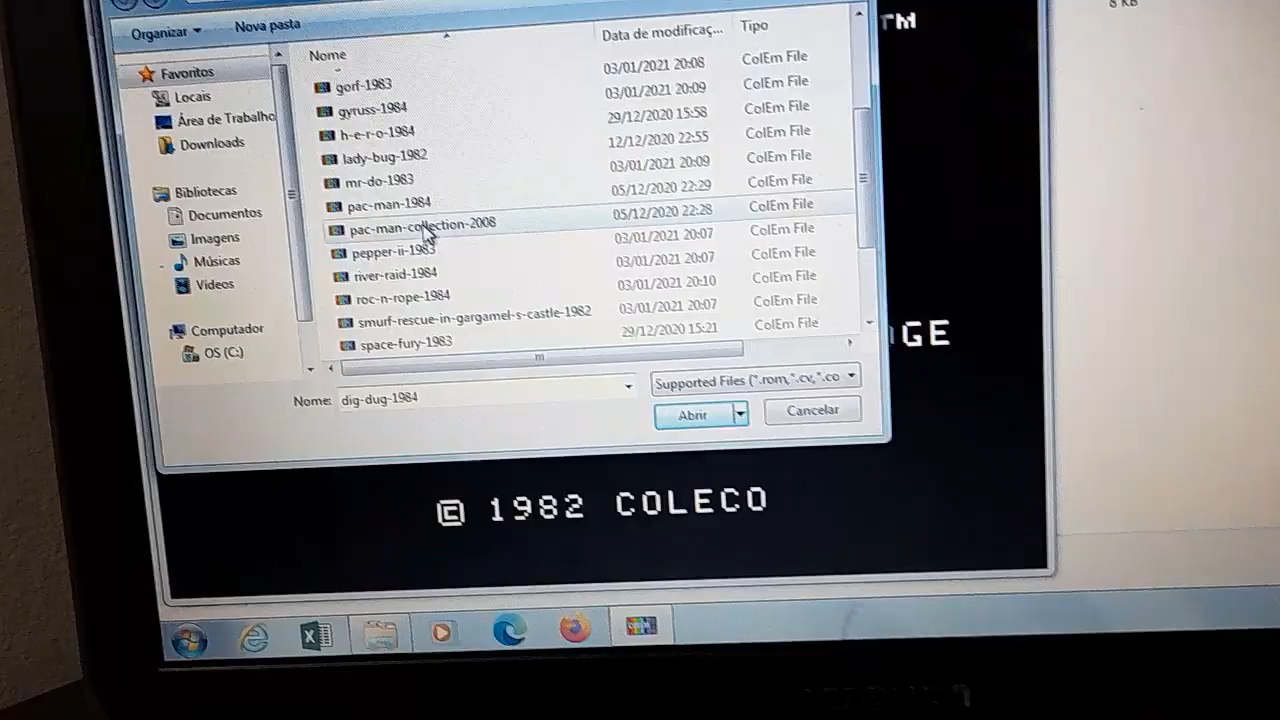 8 KB
Organizar
Nova pasta
TM
Nome
Data de modificaç...
Tipo
Favoritos
Locais
Área de Trabalho
Downloads
Bibliotecas
Documentos
Imagens
Músicas
Vídeos
Computador
OS (C:)
03/01/2021 20:08 ColEm File
gorf-1983 03/01/2021 20:09 ColEm File
gyruss-1984 29/12/2020 15:58 ColEm File
h-e-r-o-1984 12/12/2020 22:55 ColEm File
lady-bug-1982 03/01/2021 20:09 ColEm File
mr-do-1983 05/12/2020 22:29 ColEm File
pac-man-1984 05/12/2020 22:28 ColEm File
pac-man-collection-2008 03/01/2021 20:07 ColEm File
pepper-ii-1983 03/01/2021 20:07 ColEm File
river-raid-1984 03/01/2021 20:10 ColEm File
roc-n-rope-1984 03/01/2021 20:07 ColEm File
smurf-rescue-in-gargamel-s-castle-1982 29/12/2020 15:21 ColEm File
space-fury-1983
GE
Nome: dig-dug-1984
Supported Files (*.rom,*.cv,*.co
Abrir
Cancelar
© 1982 COLECO